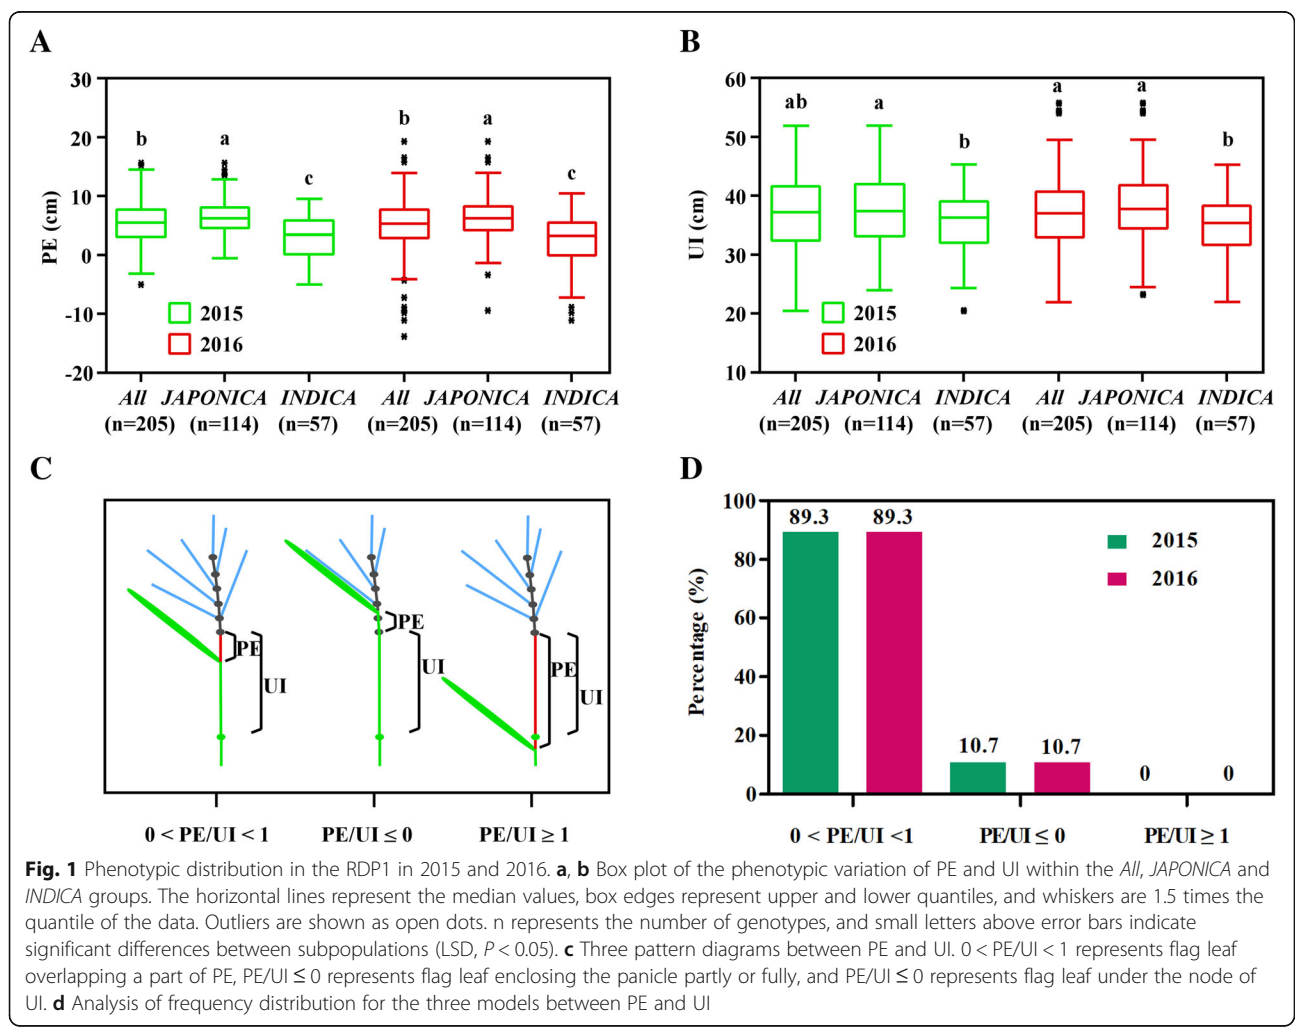 A
PE (cm)
30
20
10
0
-10
-20
b
a
c
b
a
c
2015
2016
All JAPONICA INDICA All JAPONICA INDICA
(n=205) (n=114) (n=57) (n=205) (n=114) (n=57)
B
UI (cm)
60
50
40
30
20
10
ab
a
b
a
a
b
2015
2016
All JAPONICA INDICA All JAPONICA INDICA
(n=205) (n=114) (n=57) (n=205) (n=114) (n=57)
C
PE
UI
PE
UI
PE
UI
0 < PE/UI < 1 PE/UI ≤ 0 PE/UI ≥ 1
D
Percentage (%)
100
80
60
40
20
0
89.3 89.3
10.7 10.7
0 0
2015
2016
0 < PE/UI <1 PE/UI ≤ 0 PE/UI ≥ 1
Fig. 1 Phenotypic distribution in the RDP1 in 2015 and 2016. a, b Box plot of the phenotypic variation of PE and UI within the All, JAPONICA and
INDICA groups. The horizontal lines represent the median values, box edges represent upper and lower quantiles, and whiskers are 1.5 times the
quantile of the data. Outliers are shown as open dots. n represents the number of genotypes, and small letters above error bars indicate
significant differences between subpopulations (LSD, P < 0.05). c Three pattern diagrams between PE and UI. 0 < PE/UI < 1 represents flag leaf
overlapping a part of PE, PE/UI ≤ 0 represents flag leaf enclosing the panicle partly or fully, and PE/UI ≤ 0 represents flag leaf under the node of
UI. d Analysis of frequency distribution for the three models between PE and UI